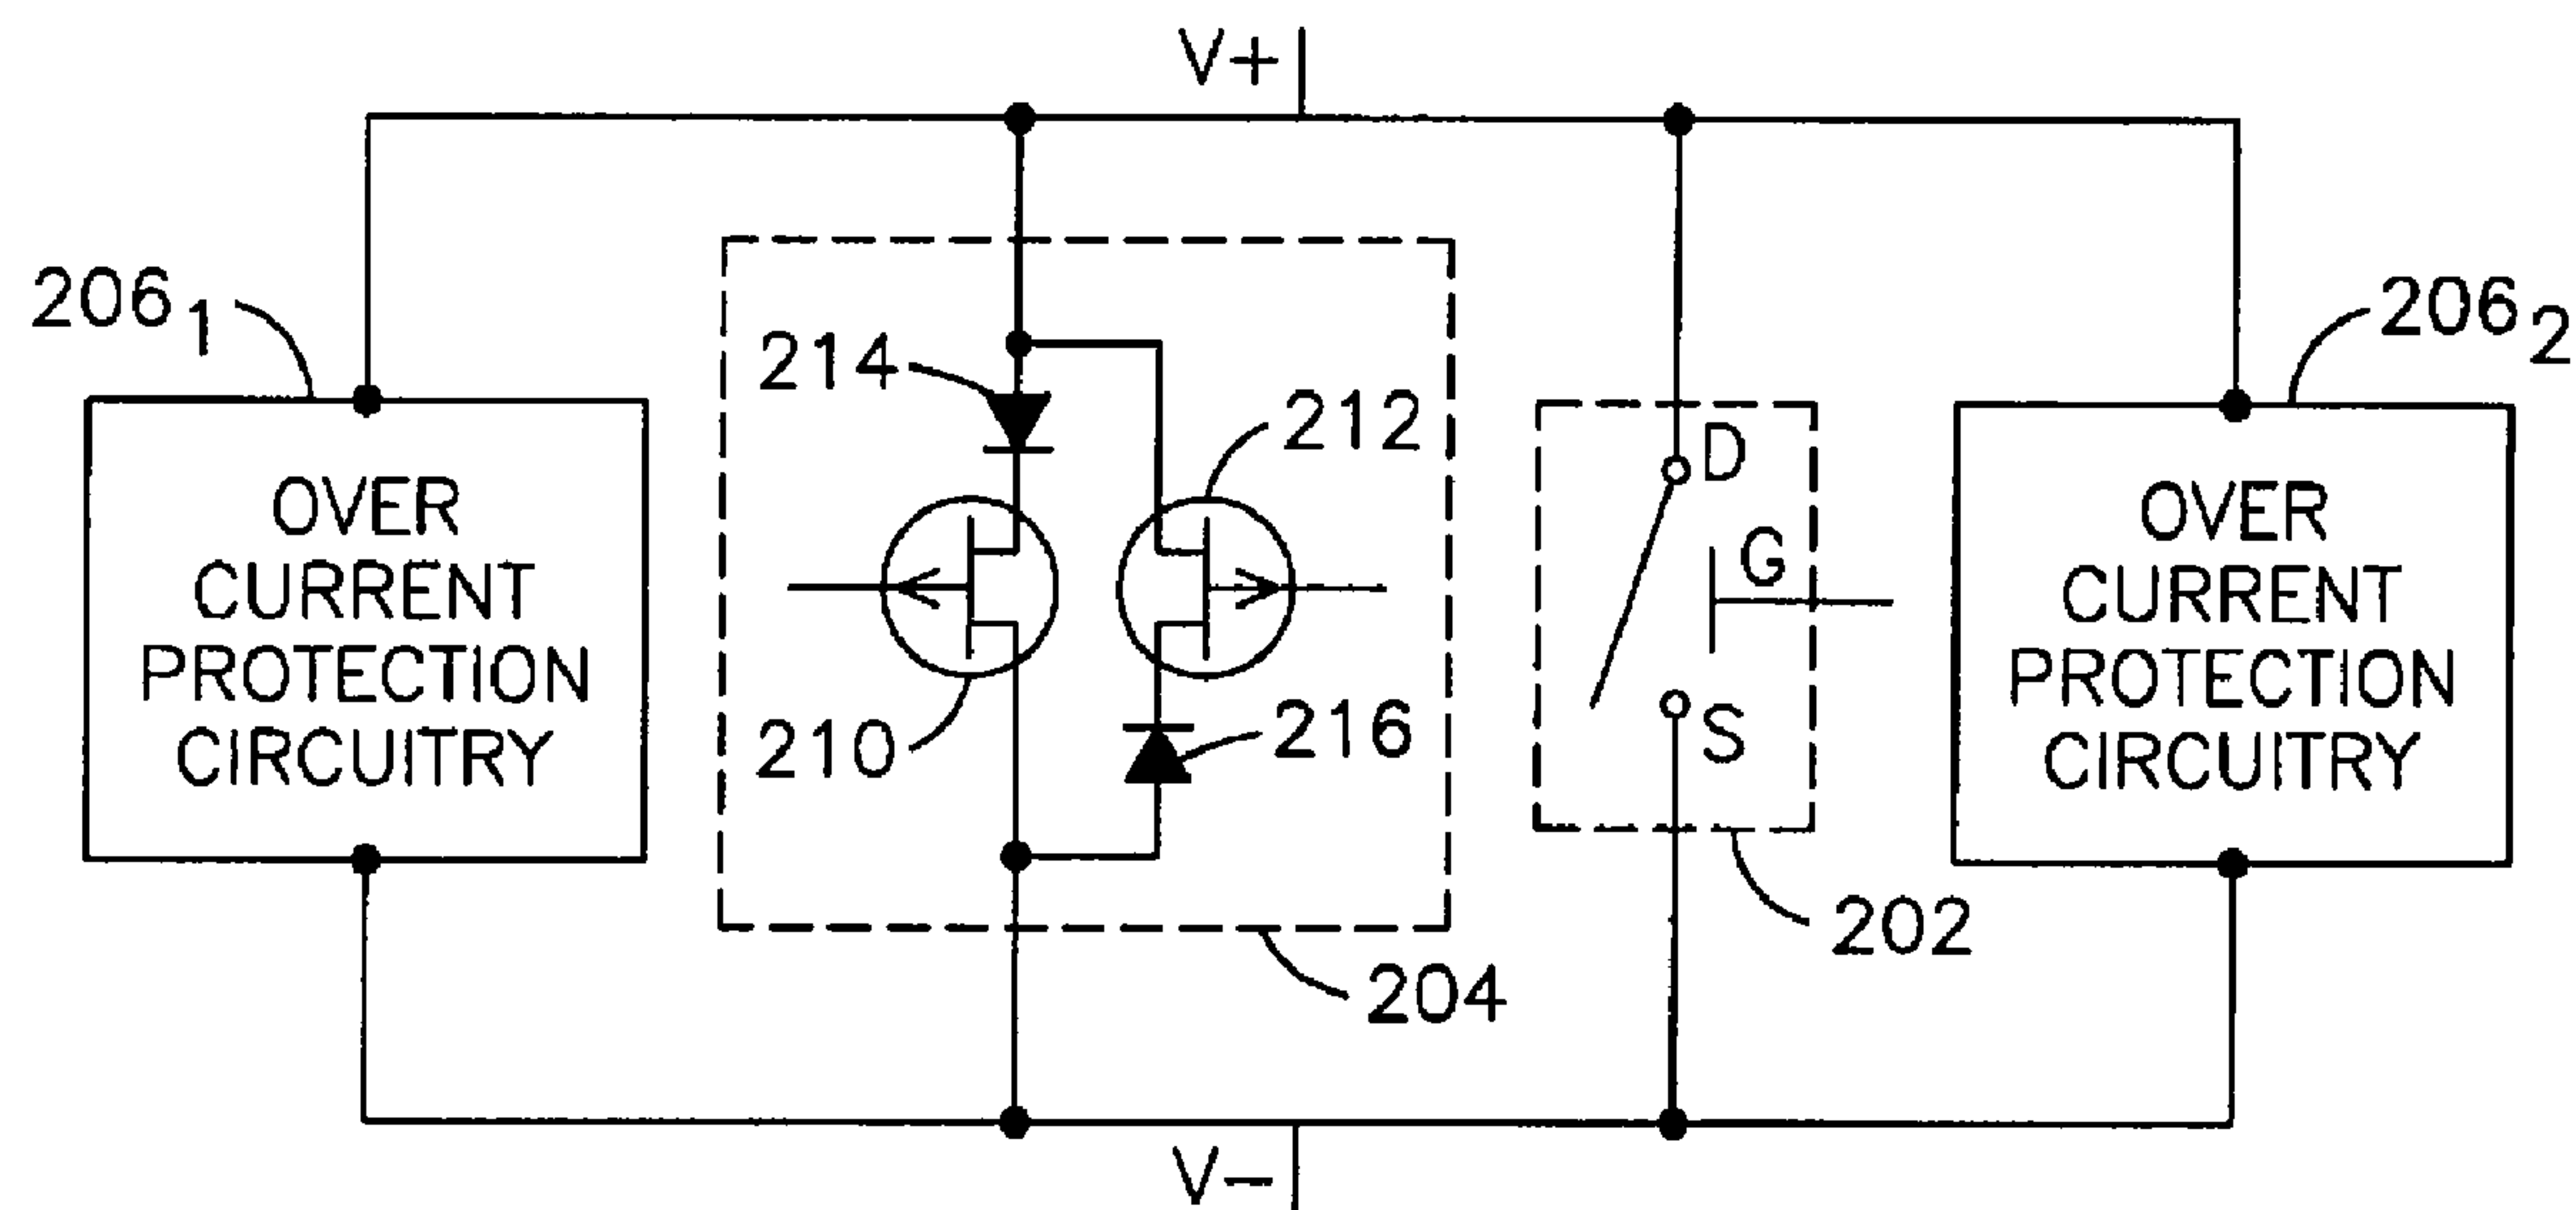 V+
206₁
206₂
214
212
D
G
S
OVER
CURRENT
PROTECTION
CIRCUITRY
OVER
CURRENT
PROTECTION
CIRCUITRY
210
216
202
204
V−